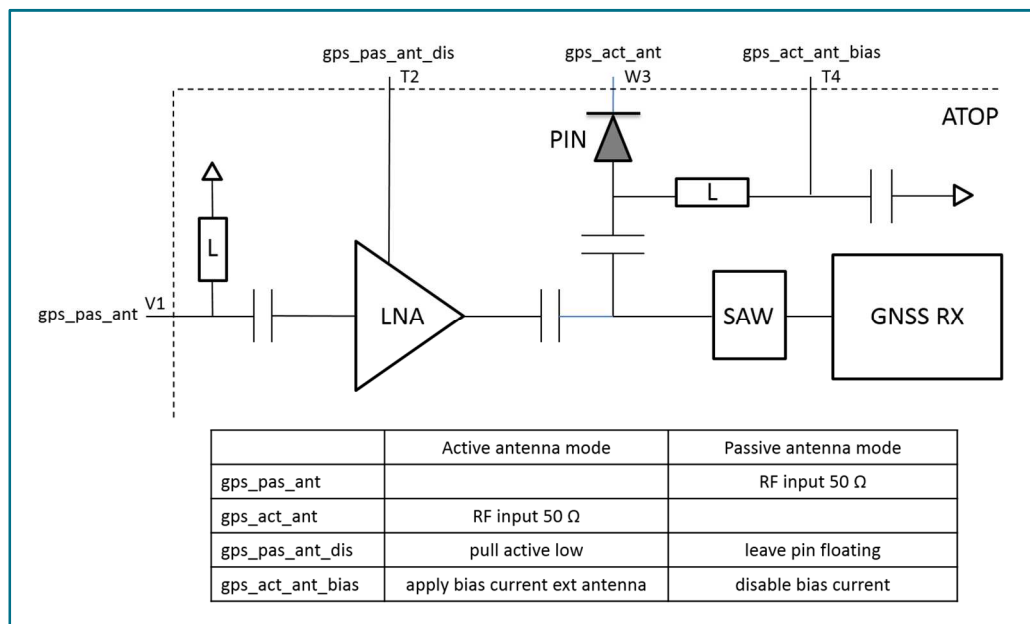 gps_pas_ant_dis
gps_act_ant
gps_act_ant_bias
T2
W3
T4
ATOP
PIN
L
L
V1
gps_pas_ant
LNA
SAW
GNSS RX
Active antenna mode Passive antenna mode
gps_pas_ant RF input 50 Ω
gps_act_ant RF input 50 Ω
gps_pas_ant_dis pull active low leave pin floating
gps_act_ant_bias apply bias current ext antenna disable bias current